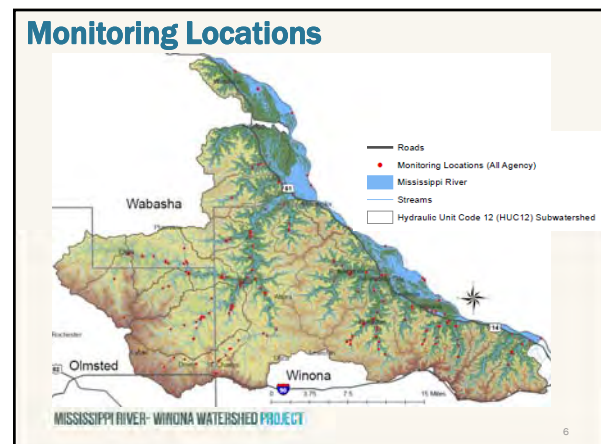 Monitoring Locations
Roads
Monitoring Locations (All Agency)
Mississippi River
Streams
Hydraulic Unit Code 12 (HUC12) Subwatershed
61
Wabasha
14
Rochester
Olmsted
Winona
0 3.75 7.5 15 Miles
MISSISSIPPI RIVER- WINONA WATERSHED PROJECT
6